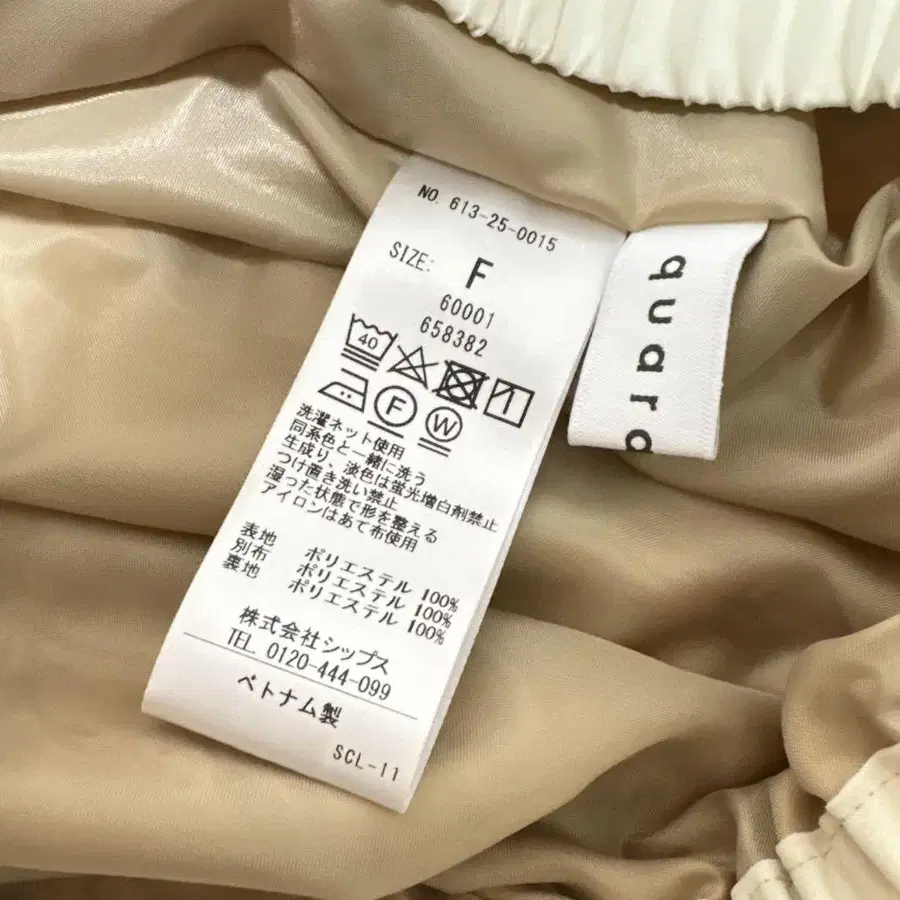 NO. 613-25-0015
SIZE: F
60001
658382
40
F W
洗濯ネット使用
同系色と一緒に洗う
生成り、淡色は蛍光増白剤禁止
つけ置き洗い禁止
湿った状態で形を整える
アイロンはあて布使用
表地 ポリエステル 100%
別布 ポリエステル 100%
裏地 ポリエステル 100%
株式会社シップス
TEL 0120-444-099
ベトナム製
SCL-11
quar